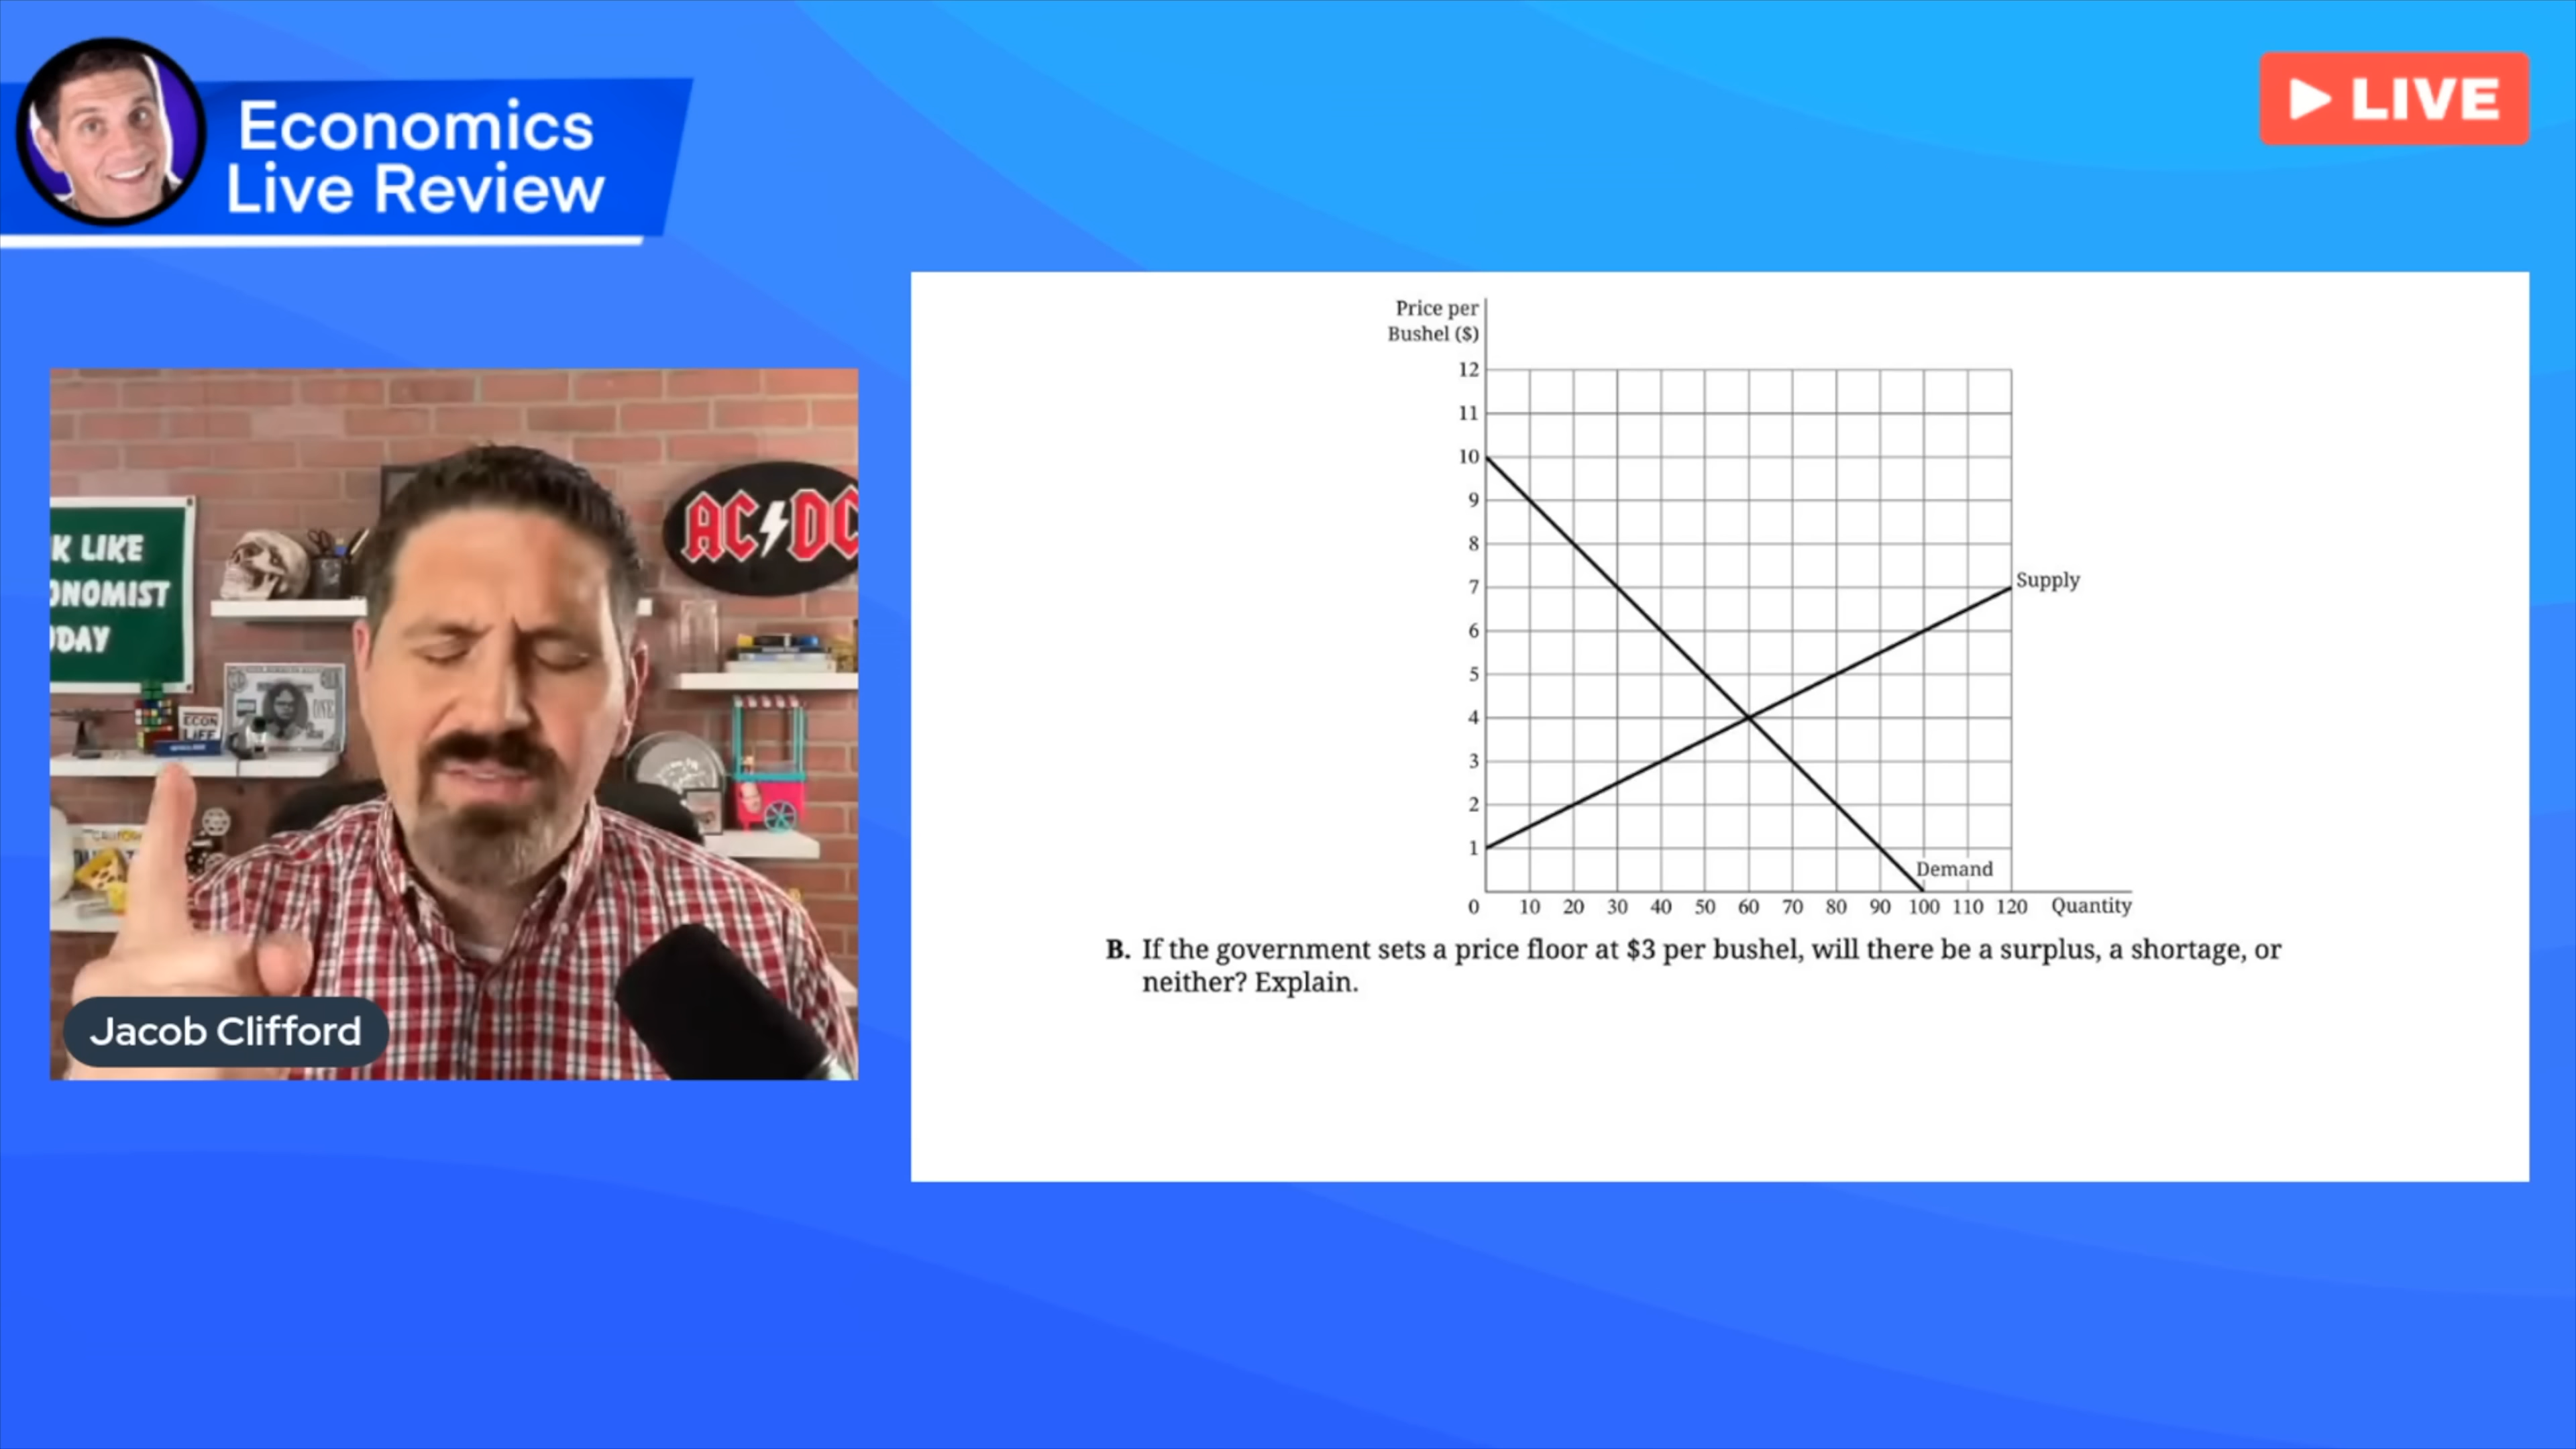 Economics
Live Review
LIVE
K LIKE
ONOMIST
ODAY
AC DC
ECON
LIFE
ONE
Jacob Clifford
Price per
Bushel ($)
12
11
10
9
8
7
6
5
4
3
2
1
Supply
Demand
0 10 20 30 40 50 60 70 80 90 100 110 120 Quantity
B. If the government sets a price floor at $3 per bushel, will there be a surplus, a shortage, or
neither? Explain.